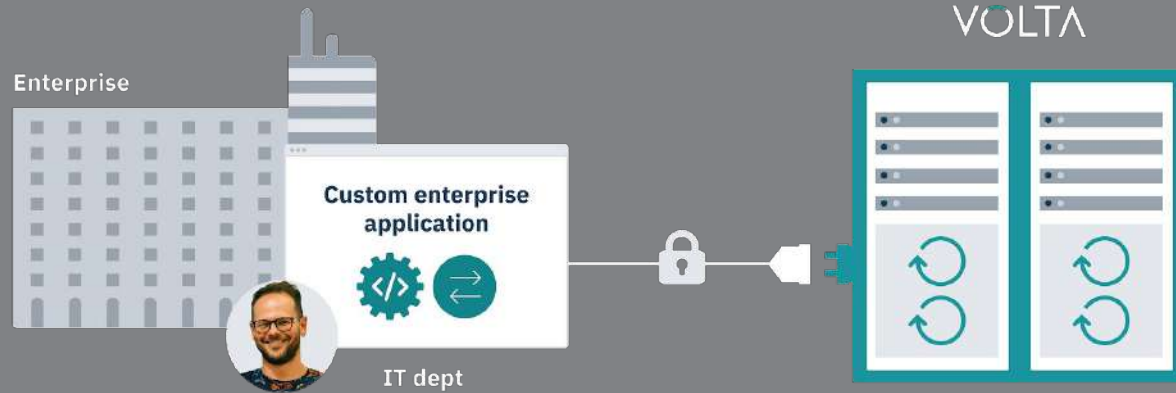 VOLTA
Enterprise
Custom enterprise
application
</>
IT dept